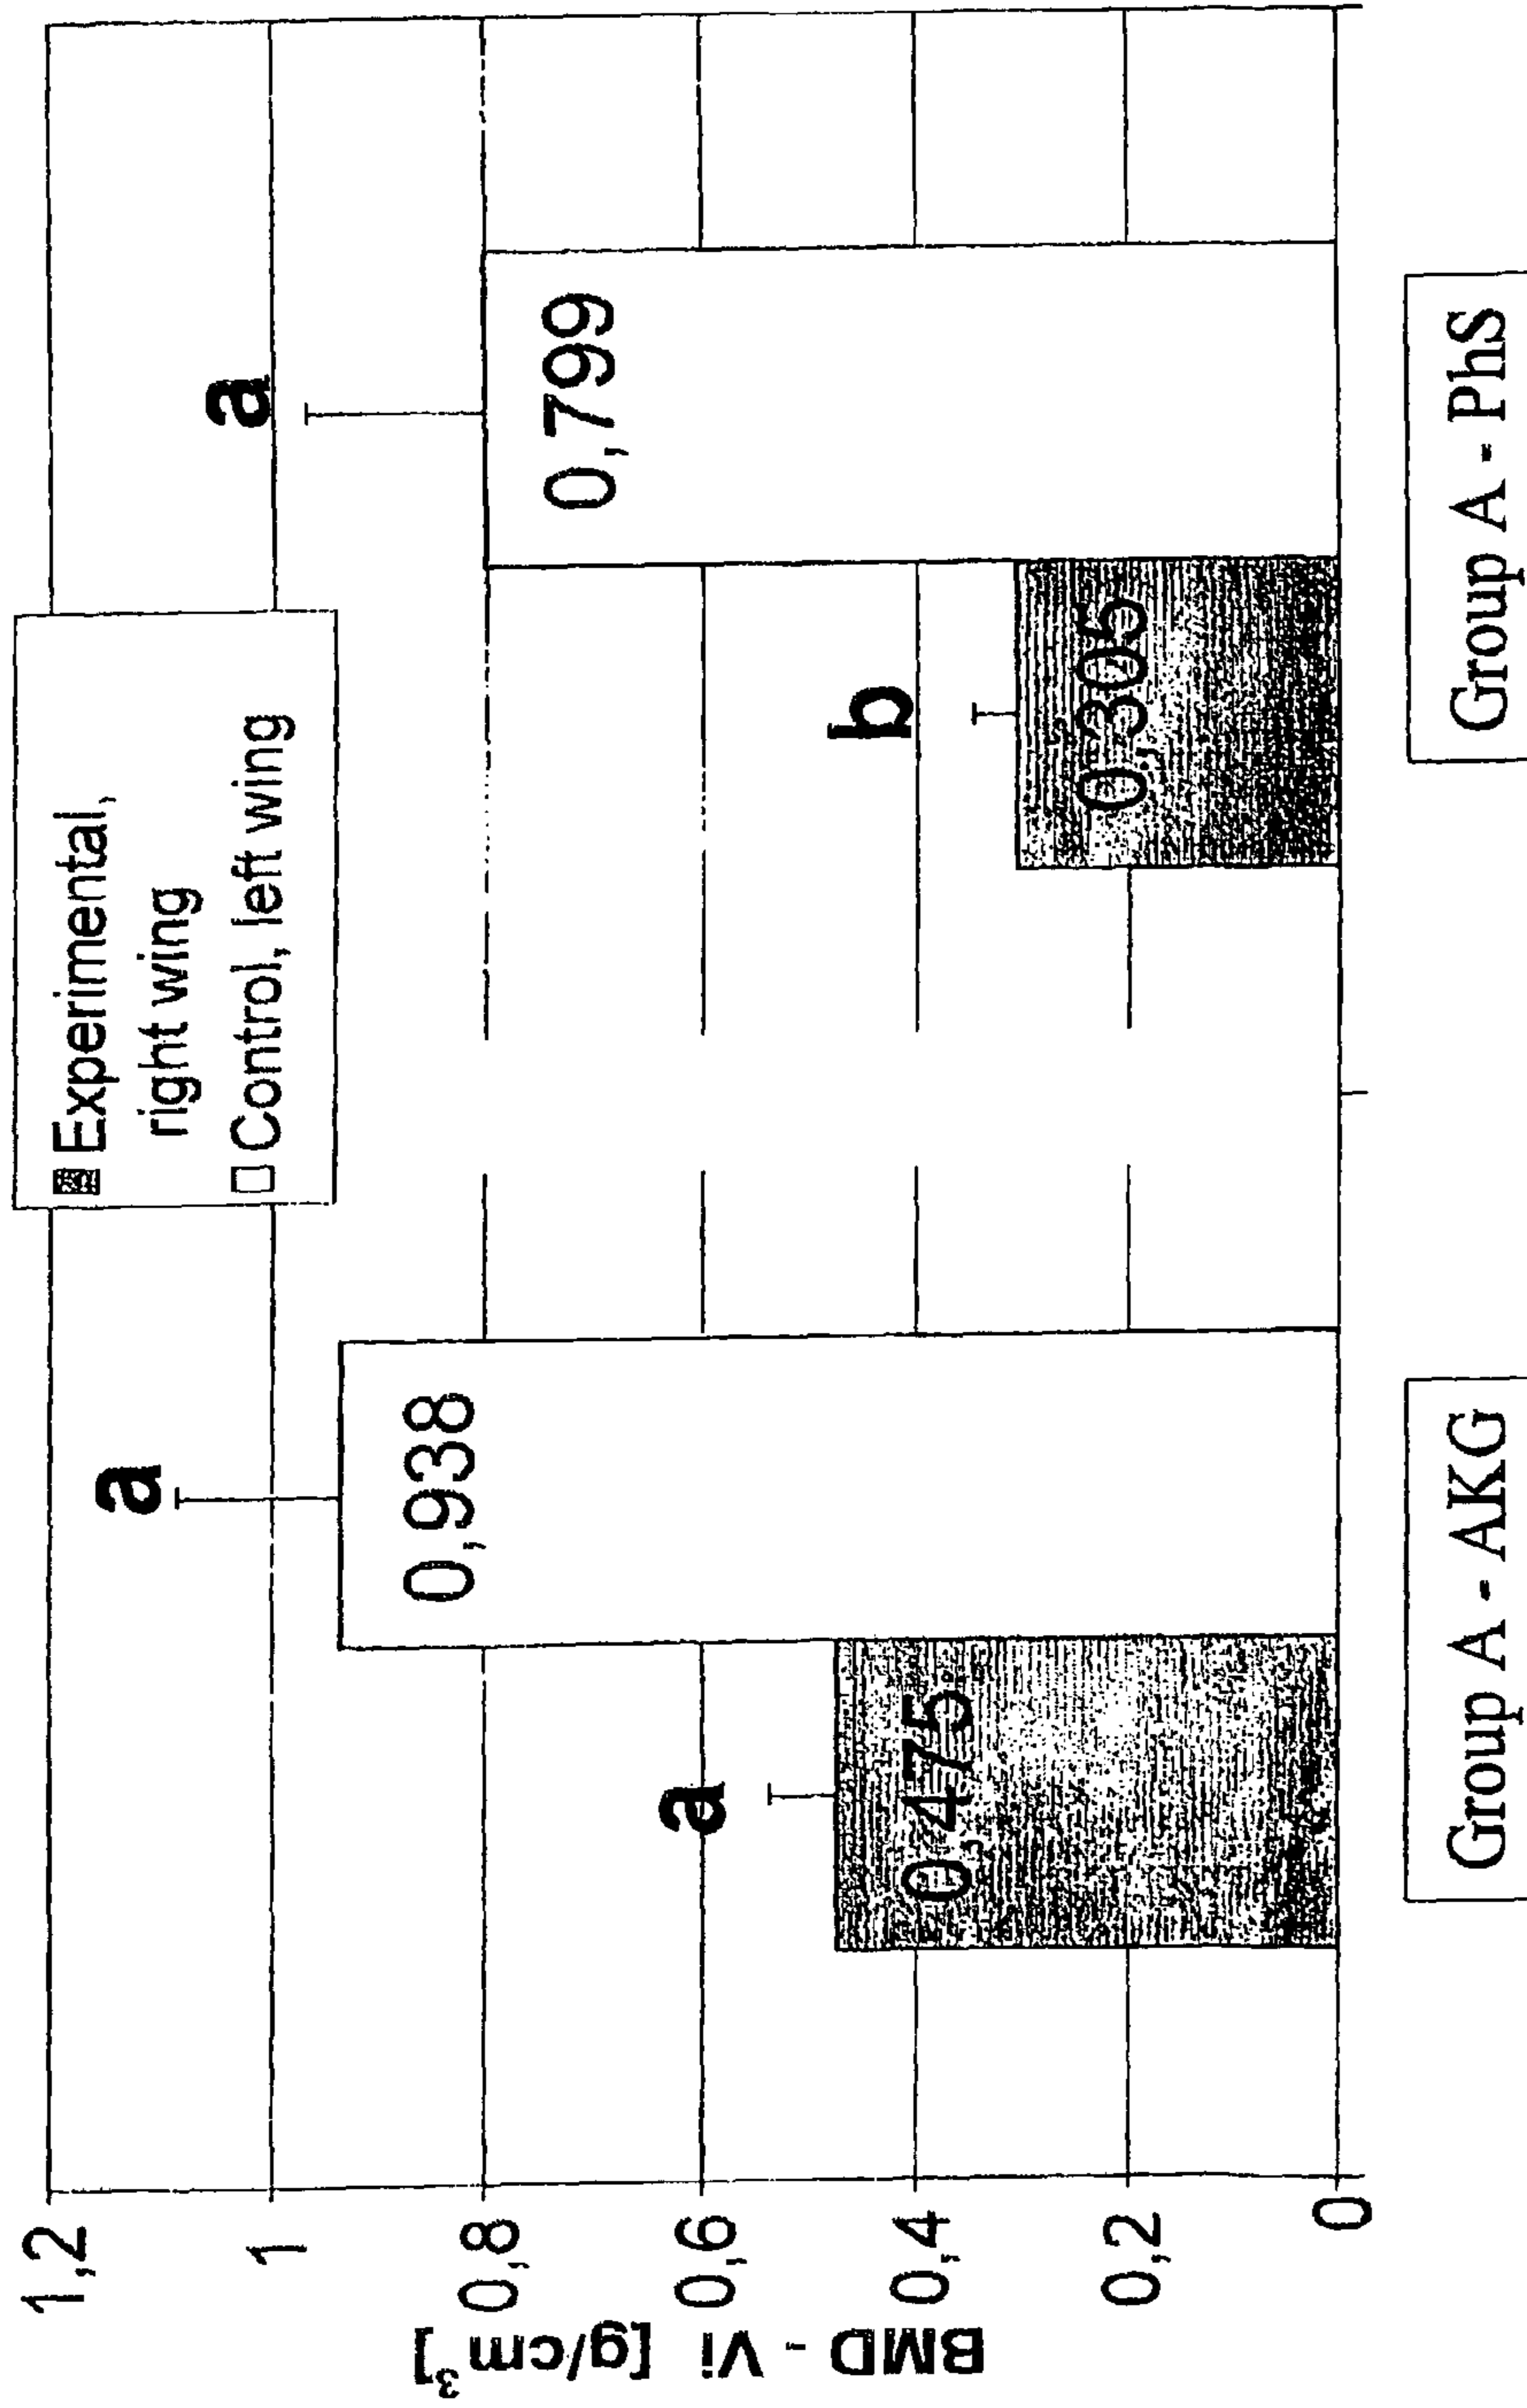 Experimental,
right wing
Control, left wing
BMD - Vi [g/cm³]
1,2
1
0,8
0,6
0,4
0,2
0
a
0,475
a
0,938
b
0,305
a
0,799
Group A - AKG
Group A - PhS